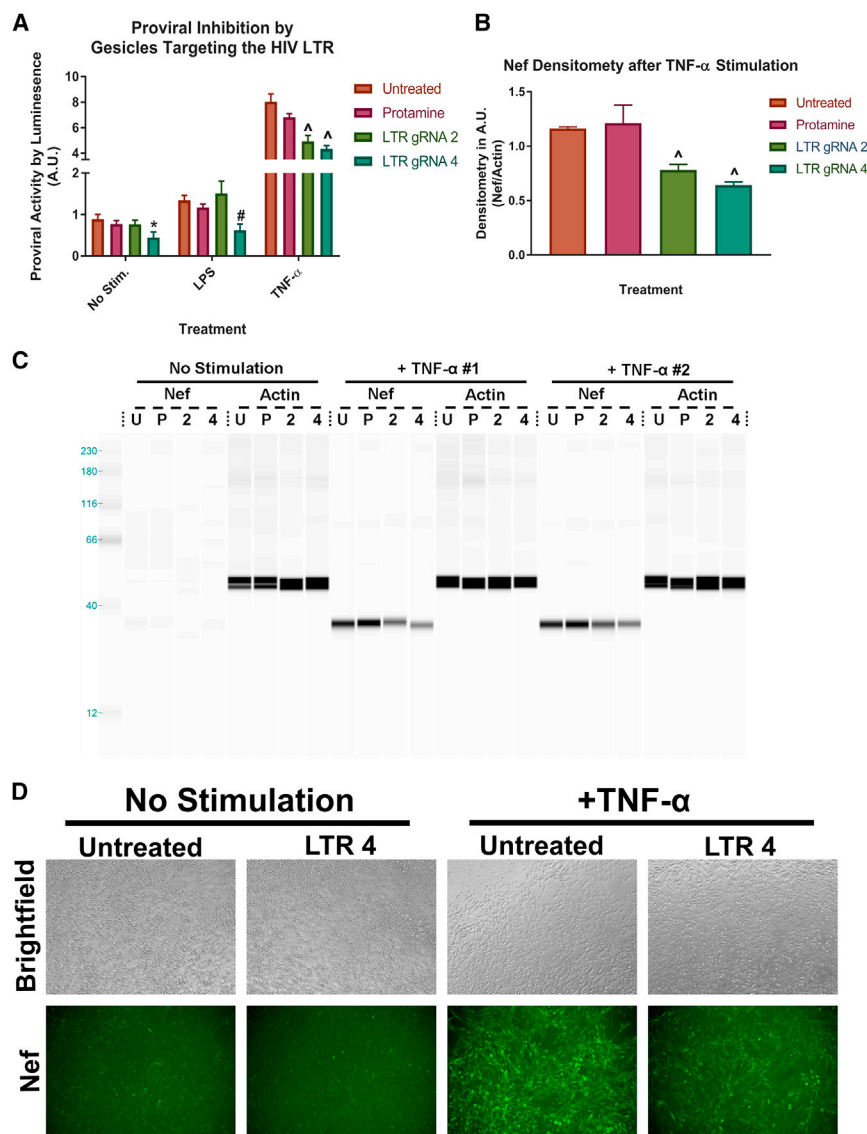 A
Proviral Inhibition by
Gesicles Targeting the HIV LTR
Proviral Activity by Luminesence
(A.U.)
8
6
4
2
1
0
Untreated
Protamine
LTR gRNA 2
LTR gRNA 4
* # ^ ^
No Stim.
LPS
TNF-α
Treatment
B
Nef Densitomety after TNF-α Stimulation
Densitometry in A.U.
(Nef/Actin)
1.5
1.0
0.5
0.0
^ ^
Untreated
Protamine
LTR gRNA 2
LTR gRNA 4
Treatment
C
No Stimulation + TNF-α #1 + TNF-α #2
Nef Actin Nef Actin Nef Actin
U P 2 4 U P 2 4 U P 2 4 U P 2 4 U P 2 4 U P 2 4
230
180
116
66
40
12
D
No Stimulation +TNF-α
Untreated LTR 4 Untreated LTR 4
Brightfield
Nef